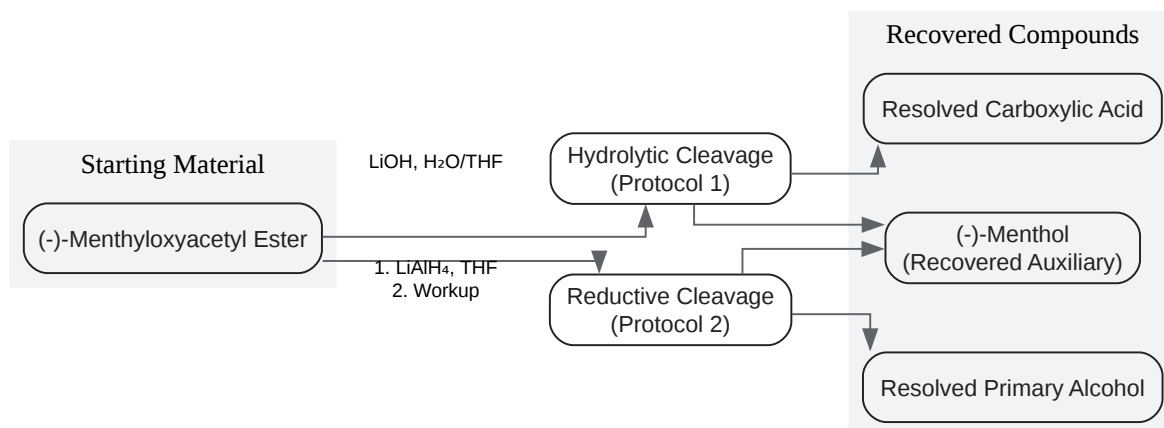 Recovered Compounds
Resolved Carboxylic Acid
Starting Material
LiOH, H₂O/THF
Hydrolytic Cleavage
(Protocol 1)
(-)-Menthyloxyacetyl Ester
(-)-Menthol
(Recovered Auxiliary)
1. LiAlH₄, THF
2. Workup
Reductive Cleavage
(Protocol 2)
Resolved Primary Alcohol